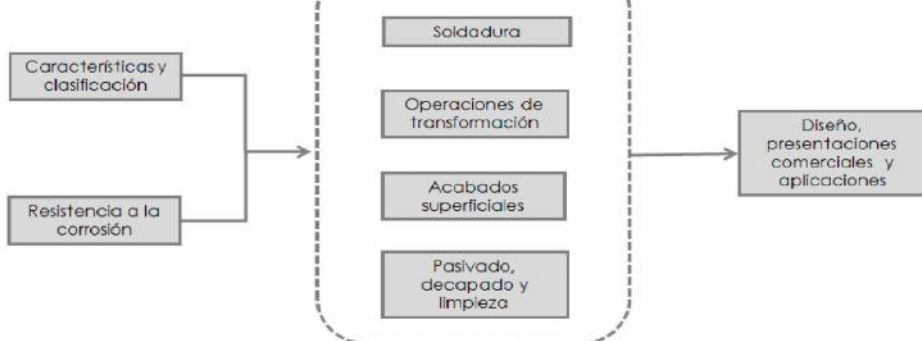 Características y
clasificación
Resistencia a la
corrosión
Soldadura
Operaciones de
transformación
Acabados
superficiales
Pasivado,
decapado y
limpieza
Diseño,
presentaciones
comerciales y
aplicaciones